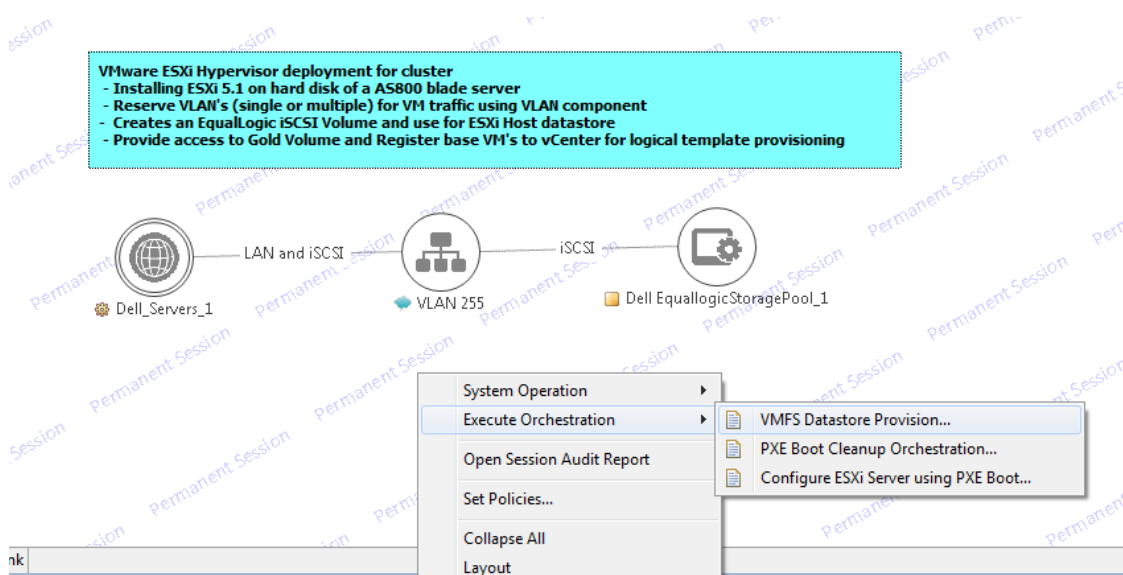 VMware ESXi Hypervisor deployment for cluster
- Installing ESXi 5.1 on hard disk of a AS800 blade server
- Reserve VLAN's (single or multiple) for VM traffic using VLAN component
- Creates an EqualLogic iSCSI Volume and use for ESXi Host datastore
- Provide access to Gold Volume and Register base VM's to vCenter for logical template provisioning
LAN and iSCSI
iSCSI
Dell_Servers_1
VLAN 255
Dell EquallogicStoragePool_1
Permanent Session
System Operation
Execute Orchestration
Open Session Audit Report
Set Policies...
Collapse All
Layout
VMFS Datastore Provision...
PXE Boot Cleanup Orchestration...
Configure ESXi Server using PXE Boot...
nk